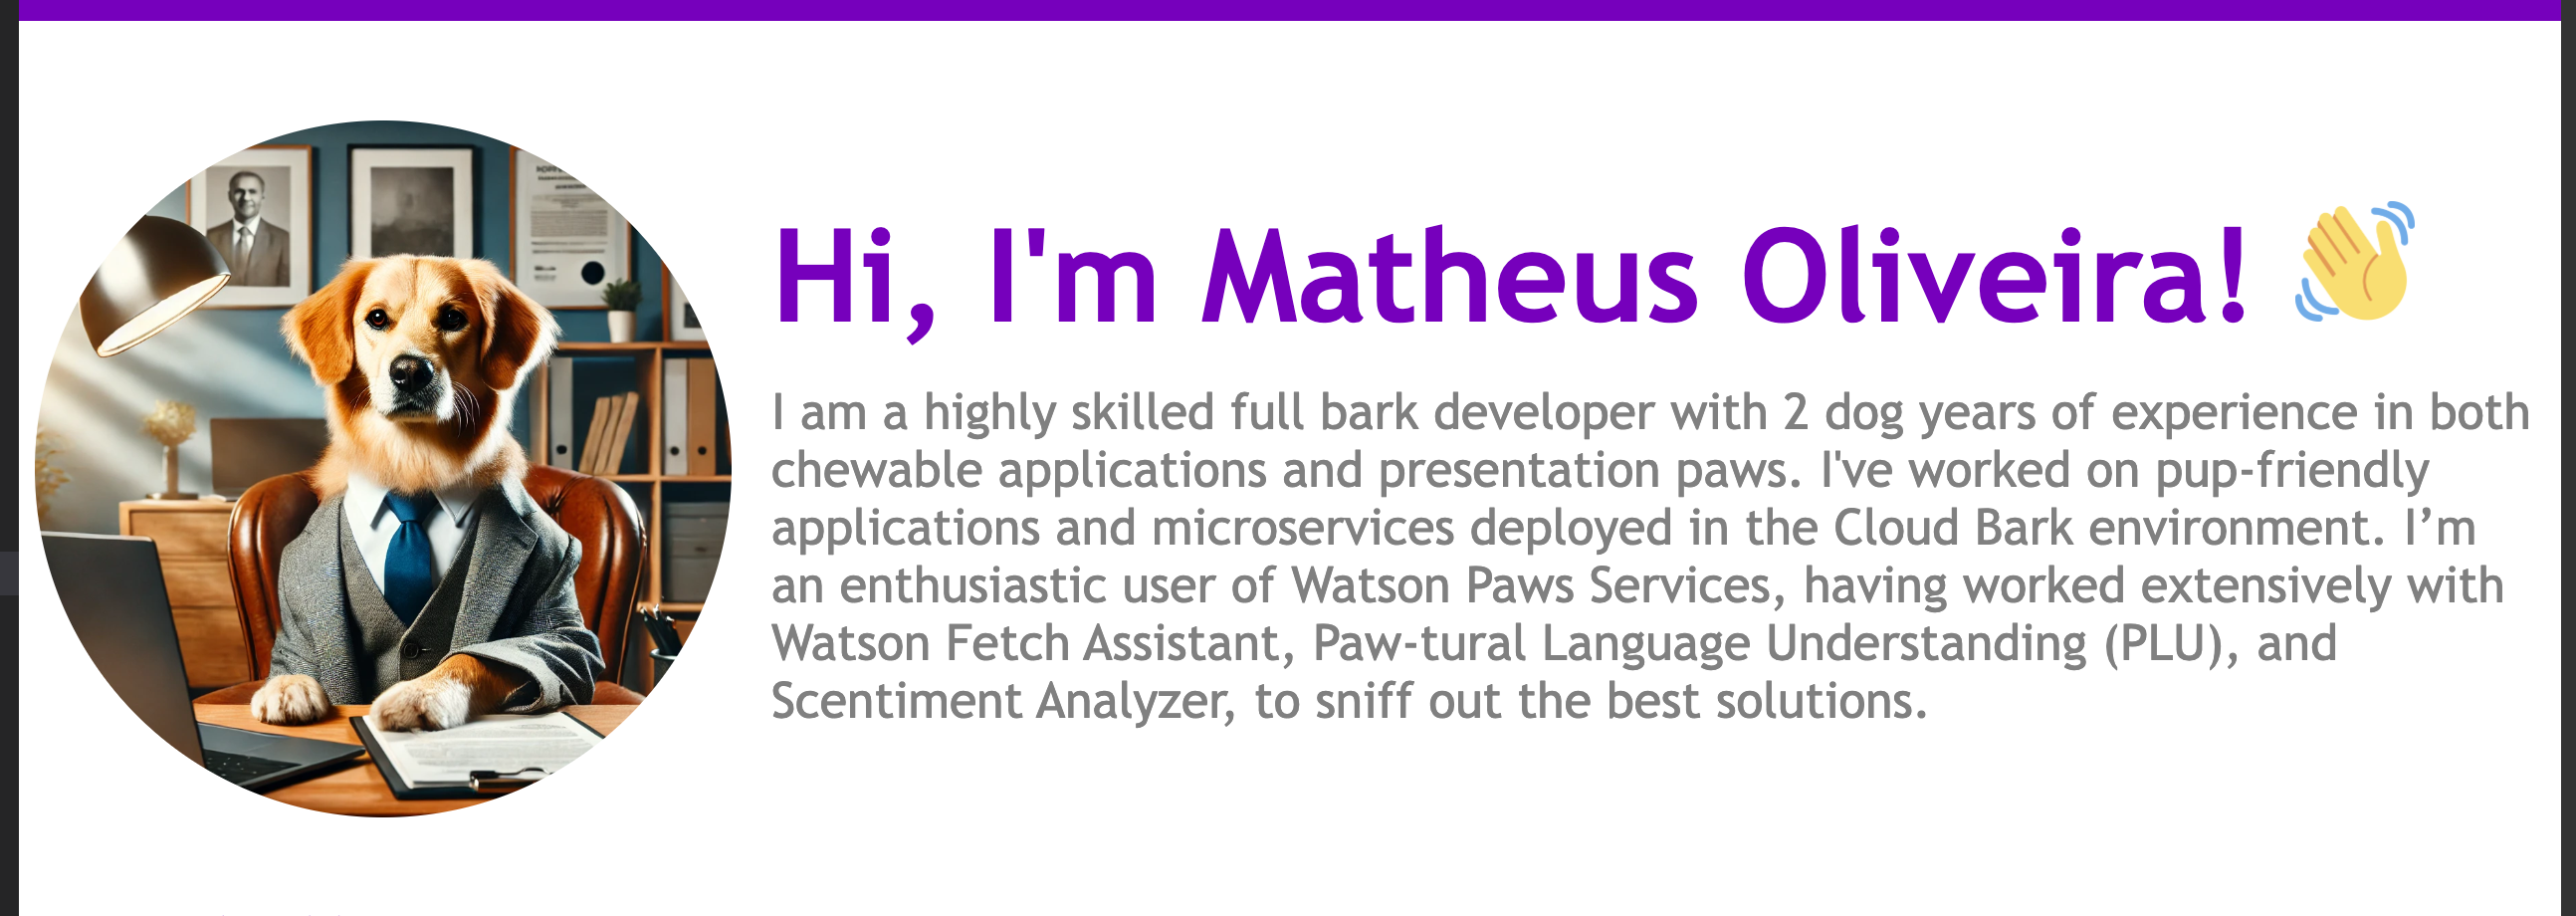 Hi, I'm Matheus Oliveira! 👋
I am a highly skilled full bark developer with 2 dog years of experience in both
chewable applications and presentation paws. I've worked on pup-friendly
applications and microservices deployed in the Cloud Bark environment. I’m
an enthusiastic user of Watson Paws Services, having worked extensively with
Watson Fetch Assistant, Paw-tural Language Understanding (PLU), and
Scentiment Analyzer, to sniff out the best solutions.